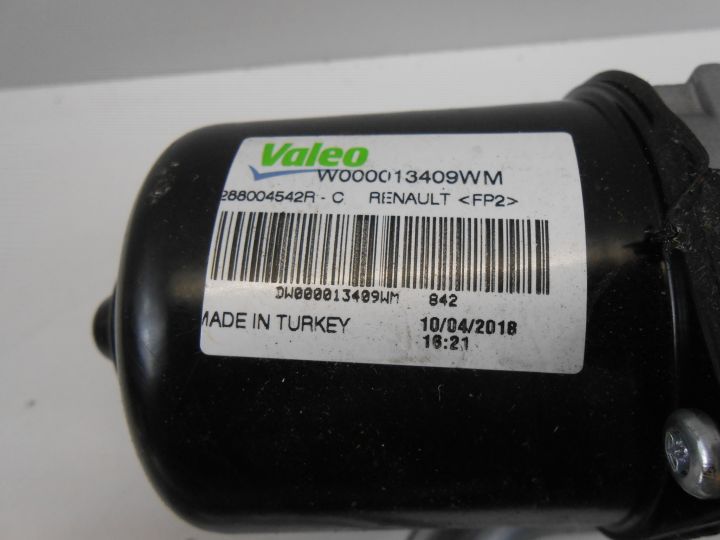 Valeo
W000013409WM
288004542R - C RENAULT <FP2>
DW000013409WM 842
MADE IN TURKEY 10/04/2018
16:21